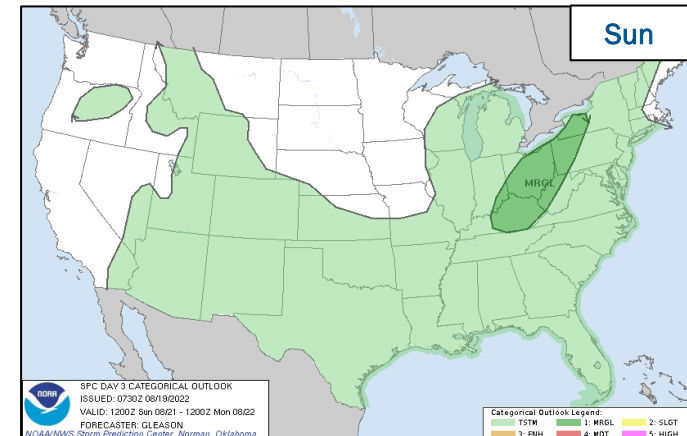 Sun
MRGL
NOAA
SPC DAY 3 CATEGORICAL OUTLOOK
ISSUED: 0730Z 08/19/2022
VALID: 1200Z Sun 08/21 - 1200Z Mon 08/22
FORECASTER: GLEASON
NOAA/NWS Storm Prediction Center, Norman, Oklahoma
Categorical Outlook Legend:
TSTM 1: MRGL 2: SLGT
3: ENH 4: MDT 5: HIGH